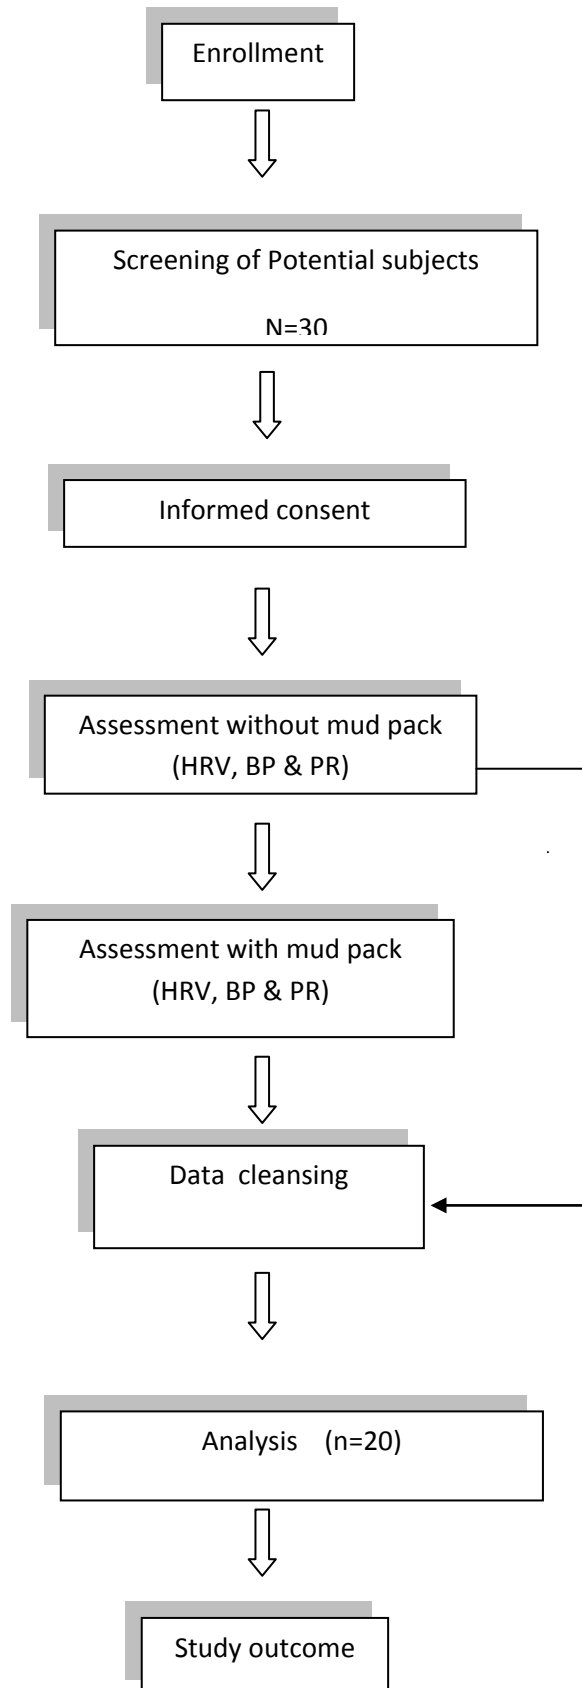 Enrollment
Screening of Potential subjects
N=30
Informed consent
Assessment without mud pack
(HRV, BP & PR)
Assessment with mud pack
(HRV, BP & PR)
Data cleansing
Analysis (n=20)
Study outcome